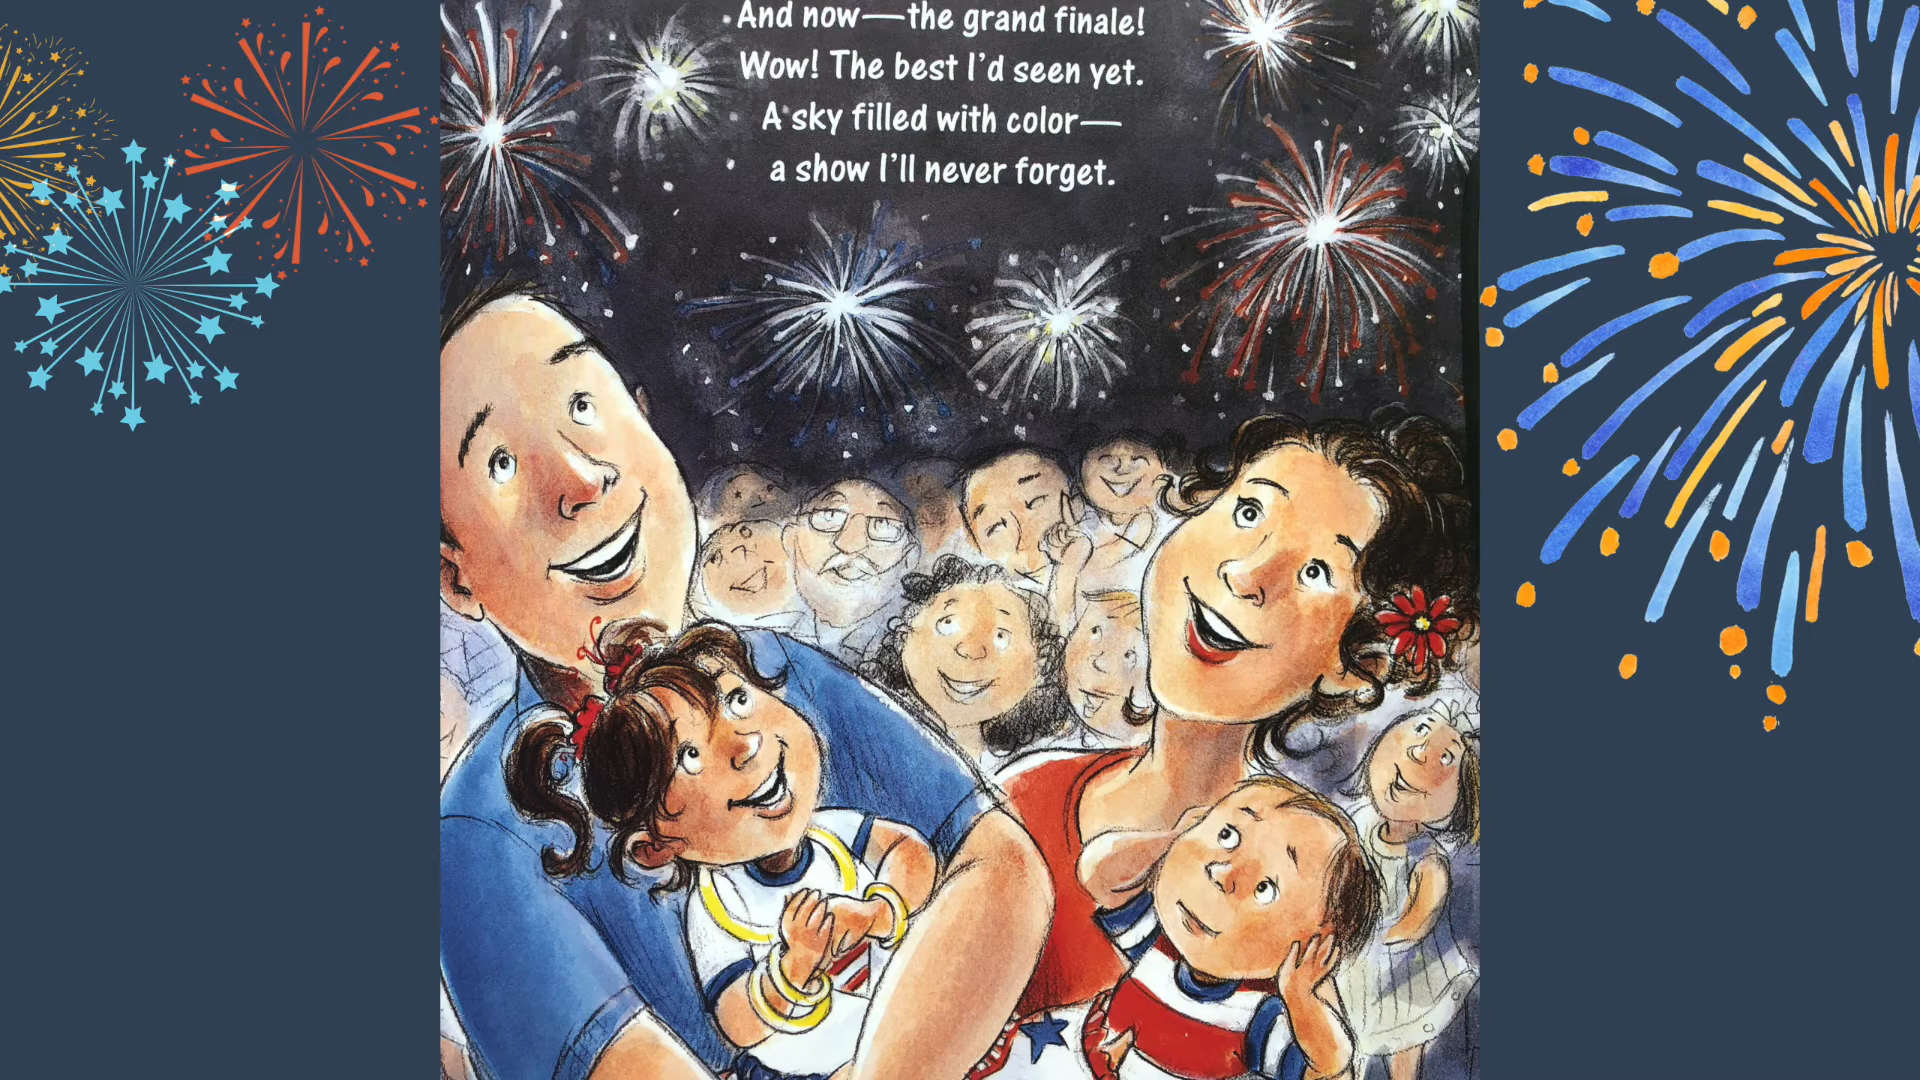 And now—the grand finale!
Wow! The best I'd seen yet.
A sky filled with color—
a show I'll never forget.